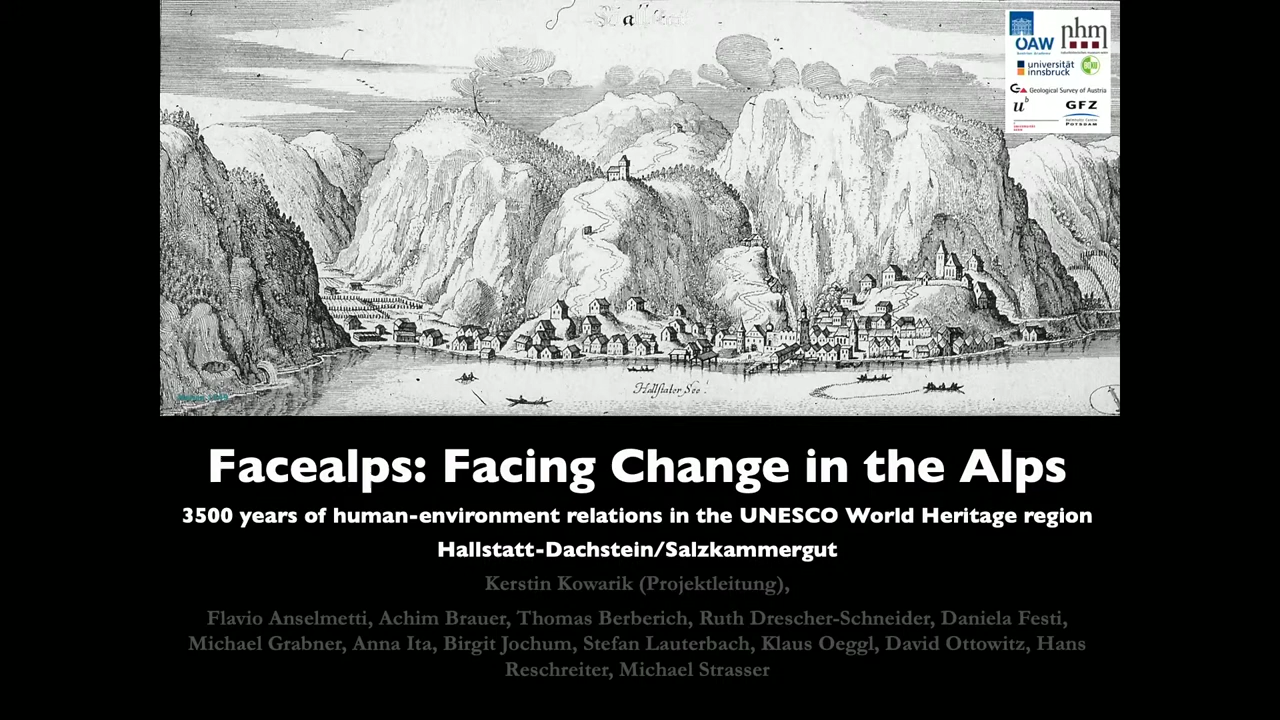 ÖAW
nhm
universität
innsbruck
Geological Survey of Austria
u
b
GFZ
POTSDAM
Hallstater See
Facealps: Facing Change in the Alps
3500 years of human-environment relations in the UNESCO World Heritage region
Hallstatt-Dachstein/Salzkammergut
Kerstin Kowarik (Projektleitung),
Flavio Anselmetti, Achim Brauer, Thomas Berberich, Ruth Drescher-Schneider, Daniela Festi,
Michael Grabner, Anna Ita, Birgit Jochum, Stefan Lauterbach, Klaus Oeggl, David Ottowitz, Hans
Reschreiter, Michael Strasser